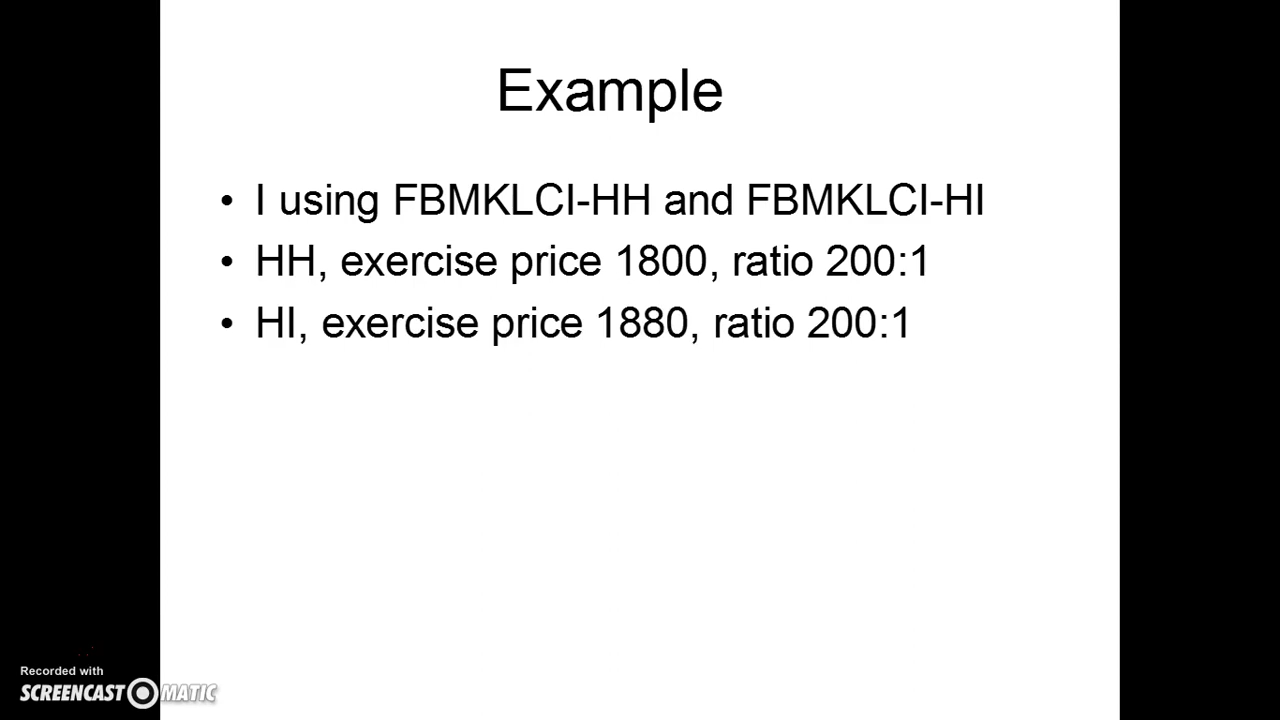 Example
• I using FBMKLCI-HH and FBMKLCI-HI
• HH, exercise price 1800, ratio 200:1
• HI, exercise price 1880, ratio 200:1
Recorded with
SCREENCAST MATIC